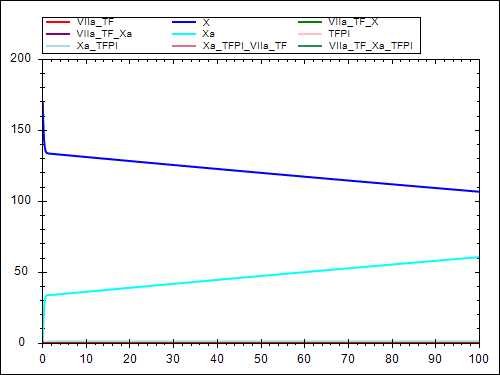 VIIa_TF X VIIa_TF_X
VIIa_TF_Xa Xa TFPI
Xa_TFPI Xa_TFPI_VIIa_TF VIIa_TF_Xa_TFPI
200
150
100
50
0
0 10 20 30 40 50 60 70 80 90 100